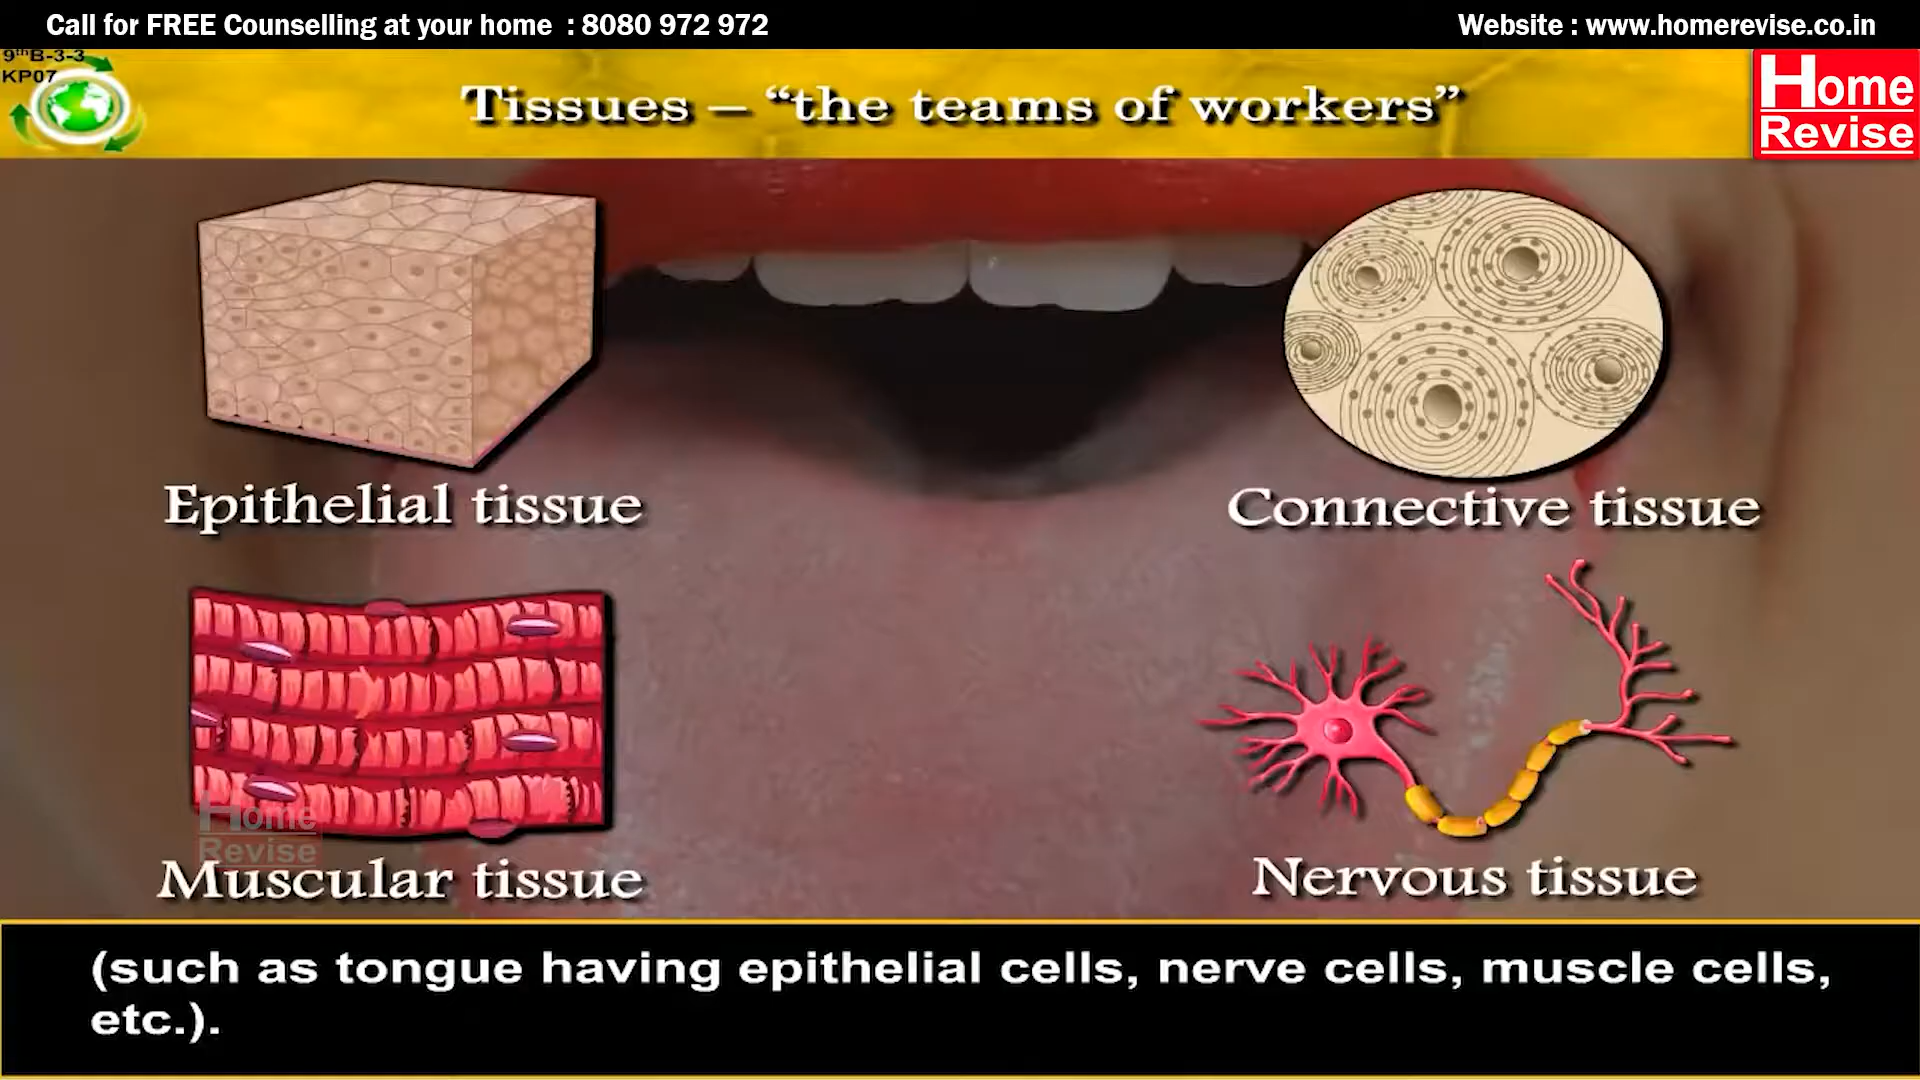 Call for FREE Counselling at your home : 8080 972 972
Website : www.homerevise.co.in
9thB-3-3
KP07
Tissues – “the teams of workers”
Home
Revise
Epithelial tissue
Connective tissue
Home
Revise
Muscular tissue
Nervous tissue
(such as tongue having epithelial cells, nerve cells, muscle cells,
etc.).